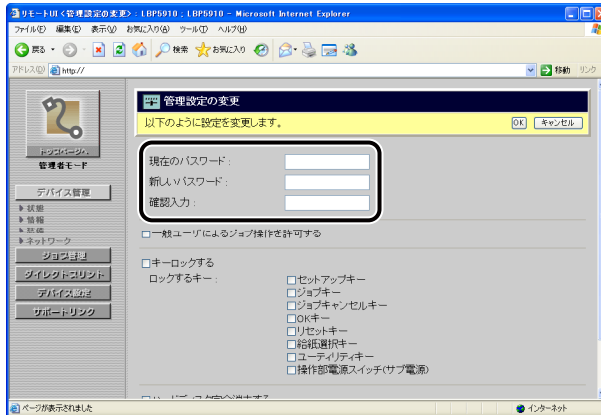 リモートUI <管理設定の変更> : LBP5910 ; LBP5910 - Microsoft Internet Explorer
ファイル(F) 編集(E) 表示(V) お気に入り(A) ツール(T) ヘルプ(H)
戻る 検索 お気に入り
アドレス(D) http:// 移動 リンク
管理設定の変更
以下のように設定を変更します。 OK キャンセル
トップページへ
管理者モード
現在のパスワード :
新しいパスワード :
確認入力 :
デバイス管理
状態
情報
ネットワーク
ジョブ管理
ダイレクトプリント
デバイス設定
サポートリンク
一般ユーザによるジョブ操作を許可する
キーロックする
ロックするキー :
セットアップキー
ジョブキー
ジョブキャンセルキー
OKキー
リセットキー
給紙選択キー
ユーティリティキー
操作部電源スイッチ(サブ電源)
ページが表示されました インターネット